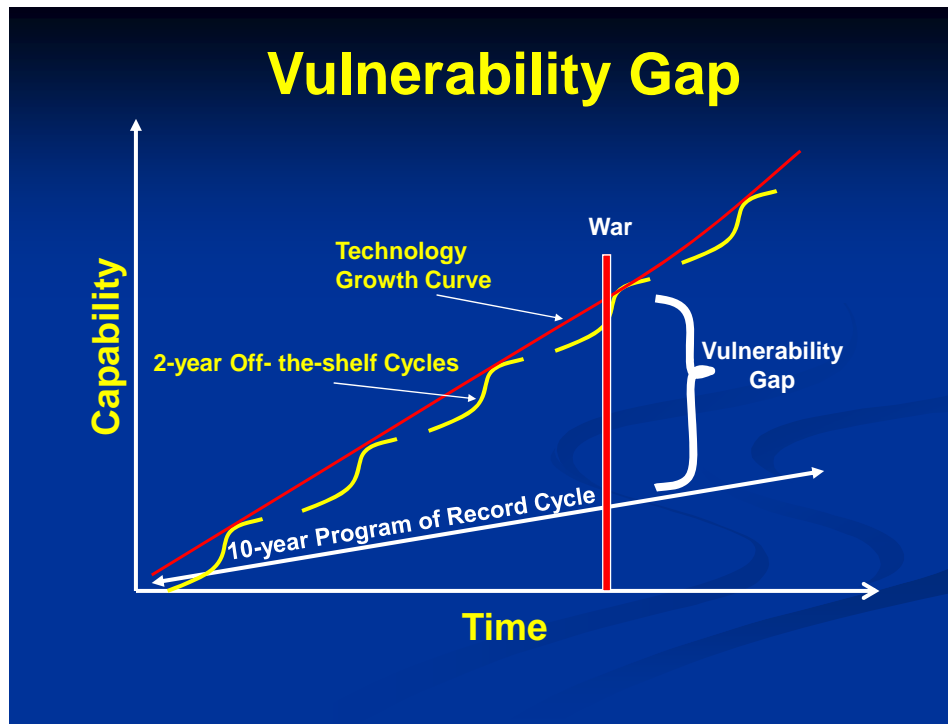 Vulnerability Gap
War
Technology
Growth Curve
2-year Off- the-shelf Cycles
Vulnerability
Gap
Capability
10-year Program of Record Cycle
Time